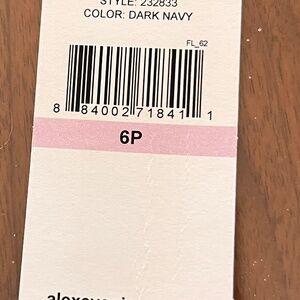 STYLE: 232833
COLOR: DARK NAVY
FL_62
8 84002 71841 1
6P